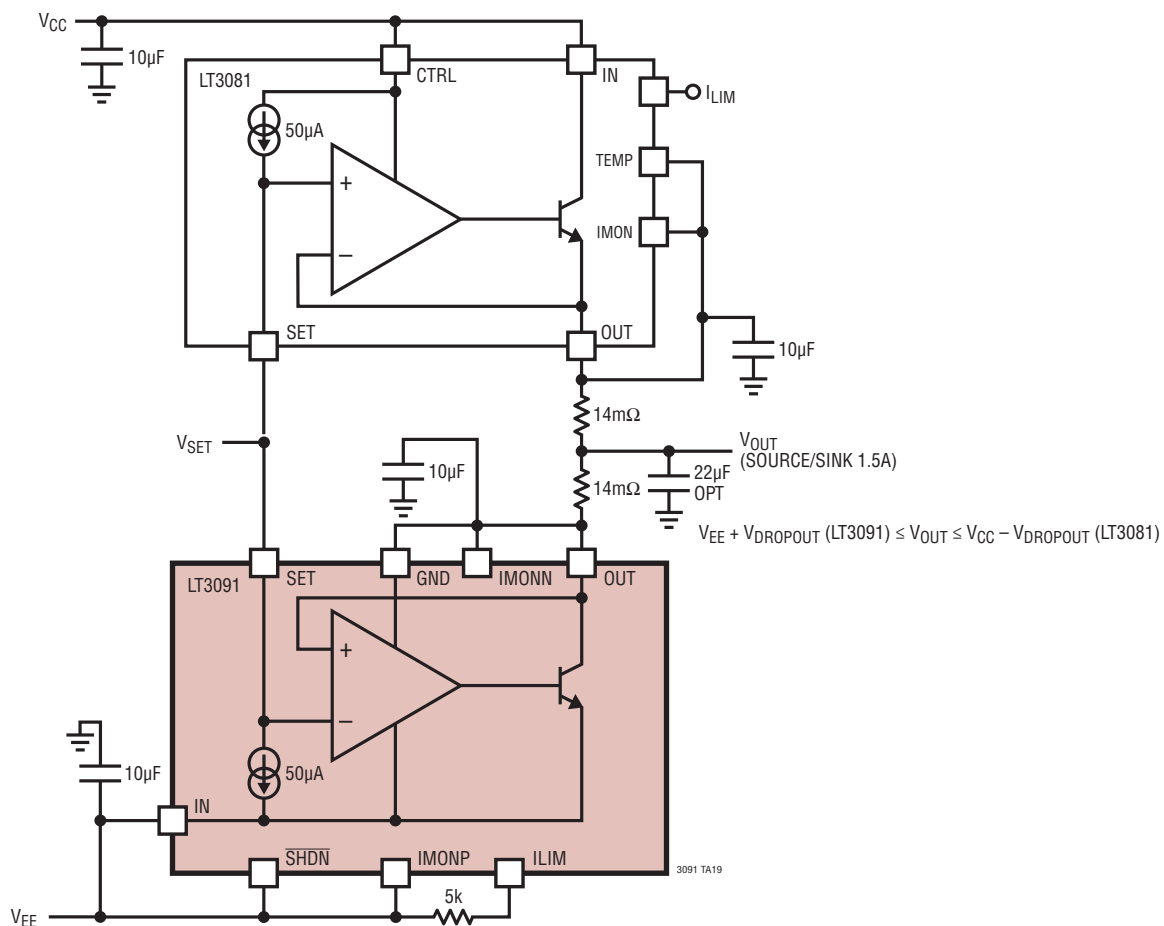 VCC
10µF
CTRL
IN
LT3081
ILIM
50µA
TEMP
+
IMON
–
SET
OUT
10µF
14mΩ
VSET
VOUT
(SOURCE/SINK 1.5A)
10µF
14mΩ
22µF
OPT
VEE + VDROPOUT (LT3091) ≤ VOUT ≤ VCC – VDROPOUT (LT3081)
LT3091
SET
GND
IMONN
OUT
+
–
10µF
50µA
IN
SHDN
IMONP
ILIM
3091 TA19
5k
VEE